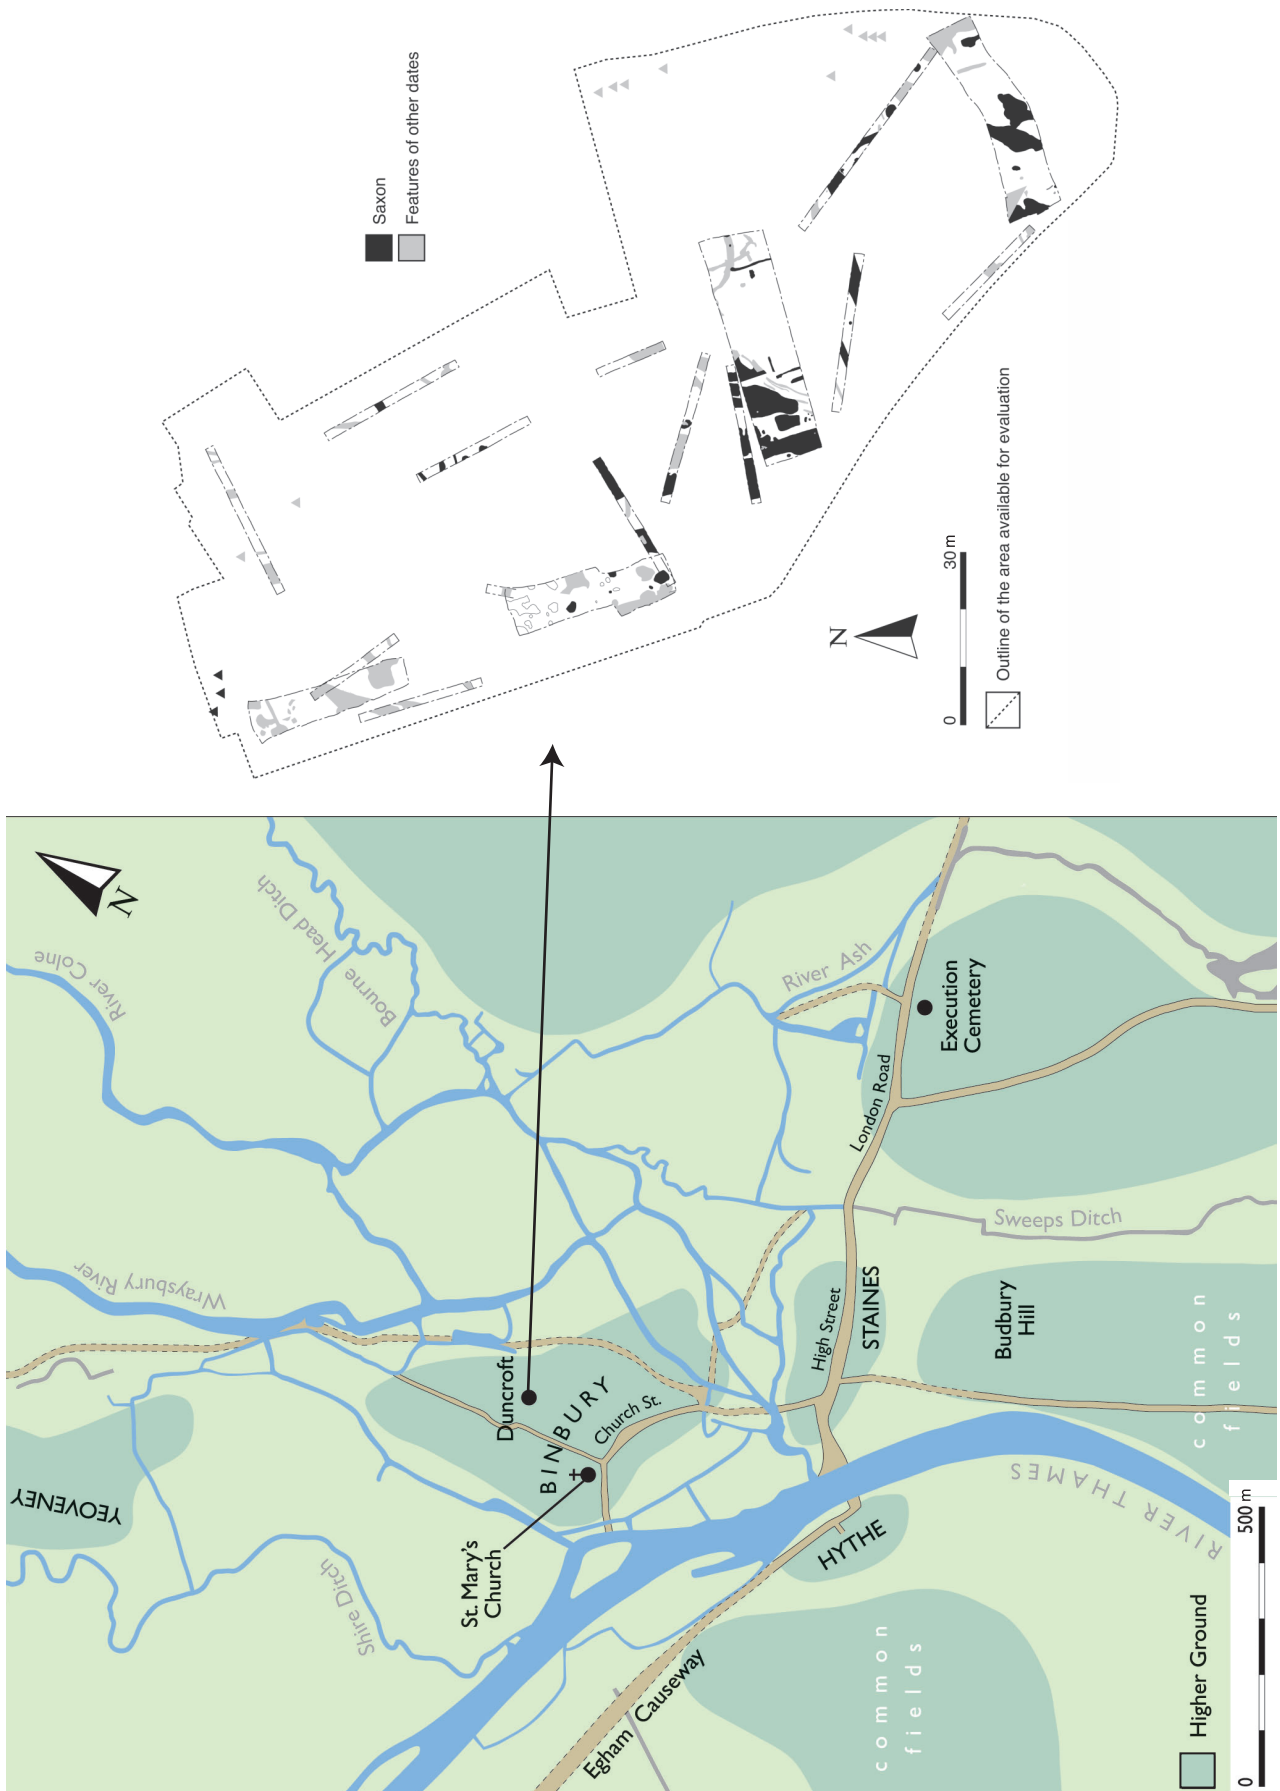 Saxon
Features of other dates
N
0
30 m
Outline of the area available for evaluation
N
River Colne
Bourne Head Ditch
Wraysbury River
YEOVENEY
Shire Ditch
Duncroft
BINBURY
Church St.
St. Mary's
Church
River Ash
London Road
Execution
Cemetery
Sweeps Ditch
High Street
STAINES
Budbury
Hill
common
fields
HYTHE
RIVER THAMES
Egham Causeway
common
fields
Higher Ground
0
500 m